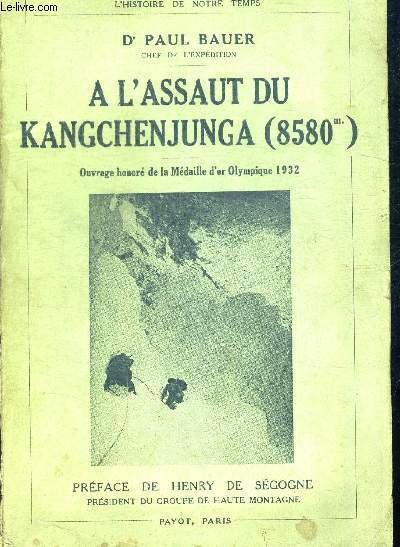 Le-livre.com
L'HISTOIRE DE NOTRE TEMPS
Dr PAUL BAUER
CHEF DE L'EXPÉDITION
A L'ASSAUT DU
KANGCHENJUNGA (8580m.)
Ouvrage honoré de la Médaille d'or Olympique 1932
PRÉFACE DE HENRY DE SÉGOGNE
PRÉSIDENT DU GROUPE DE HAUTE MONTAGNE
PAYOT, PARIS